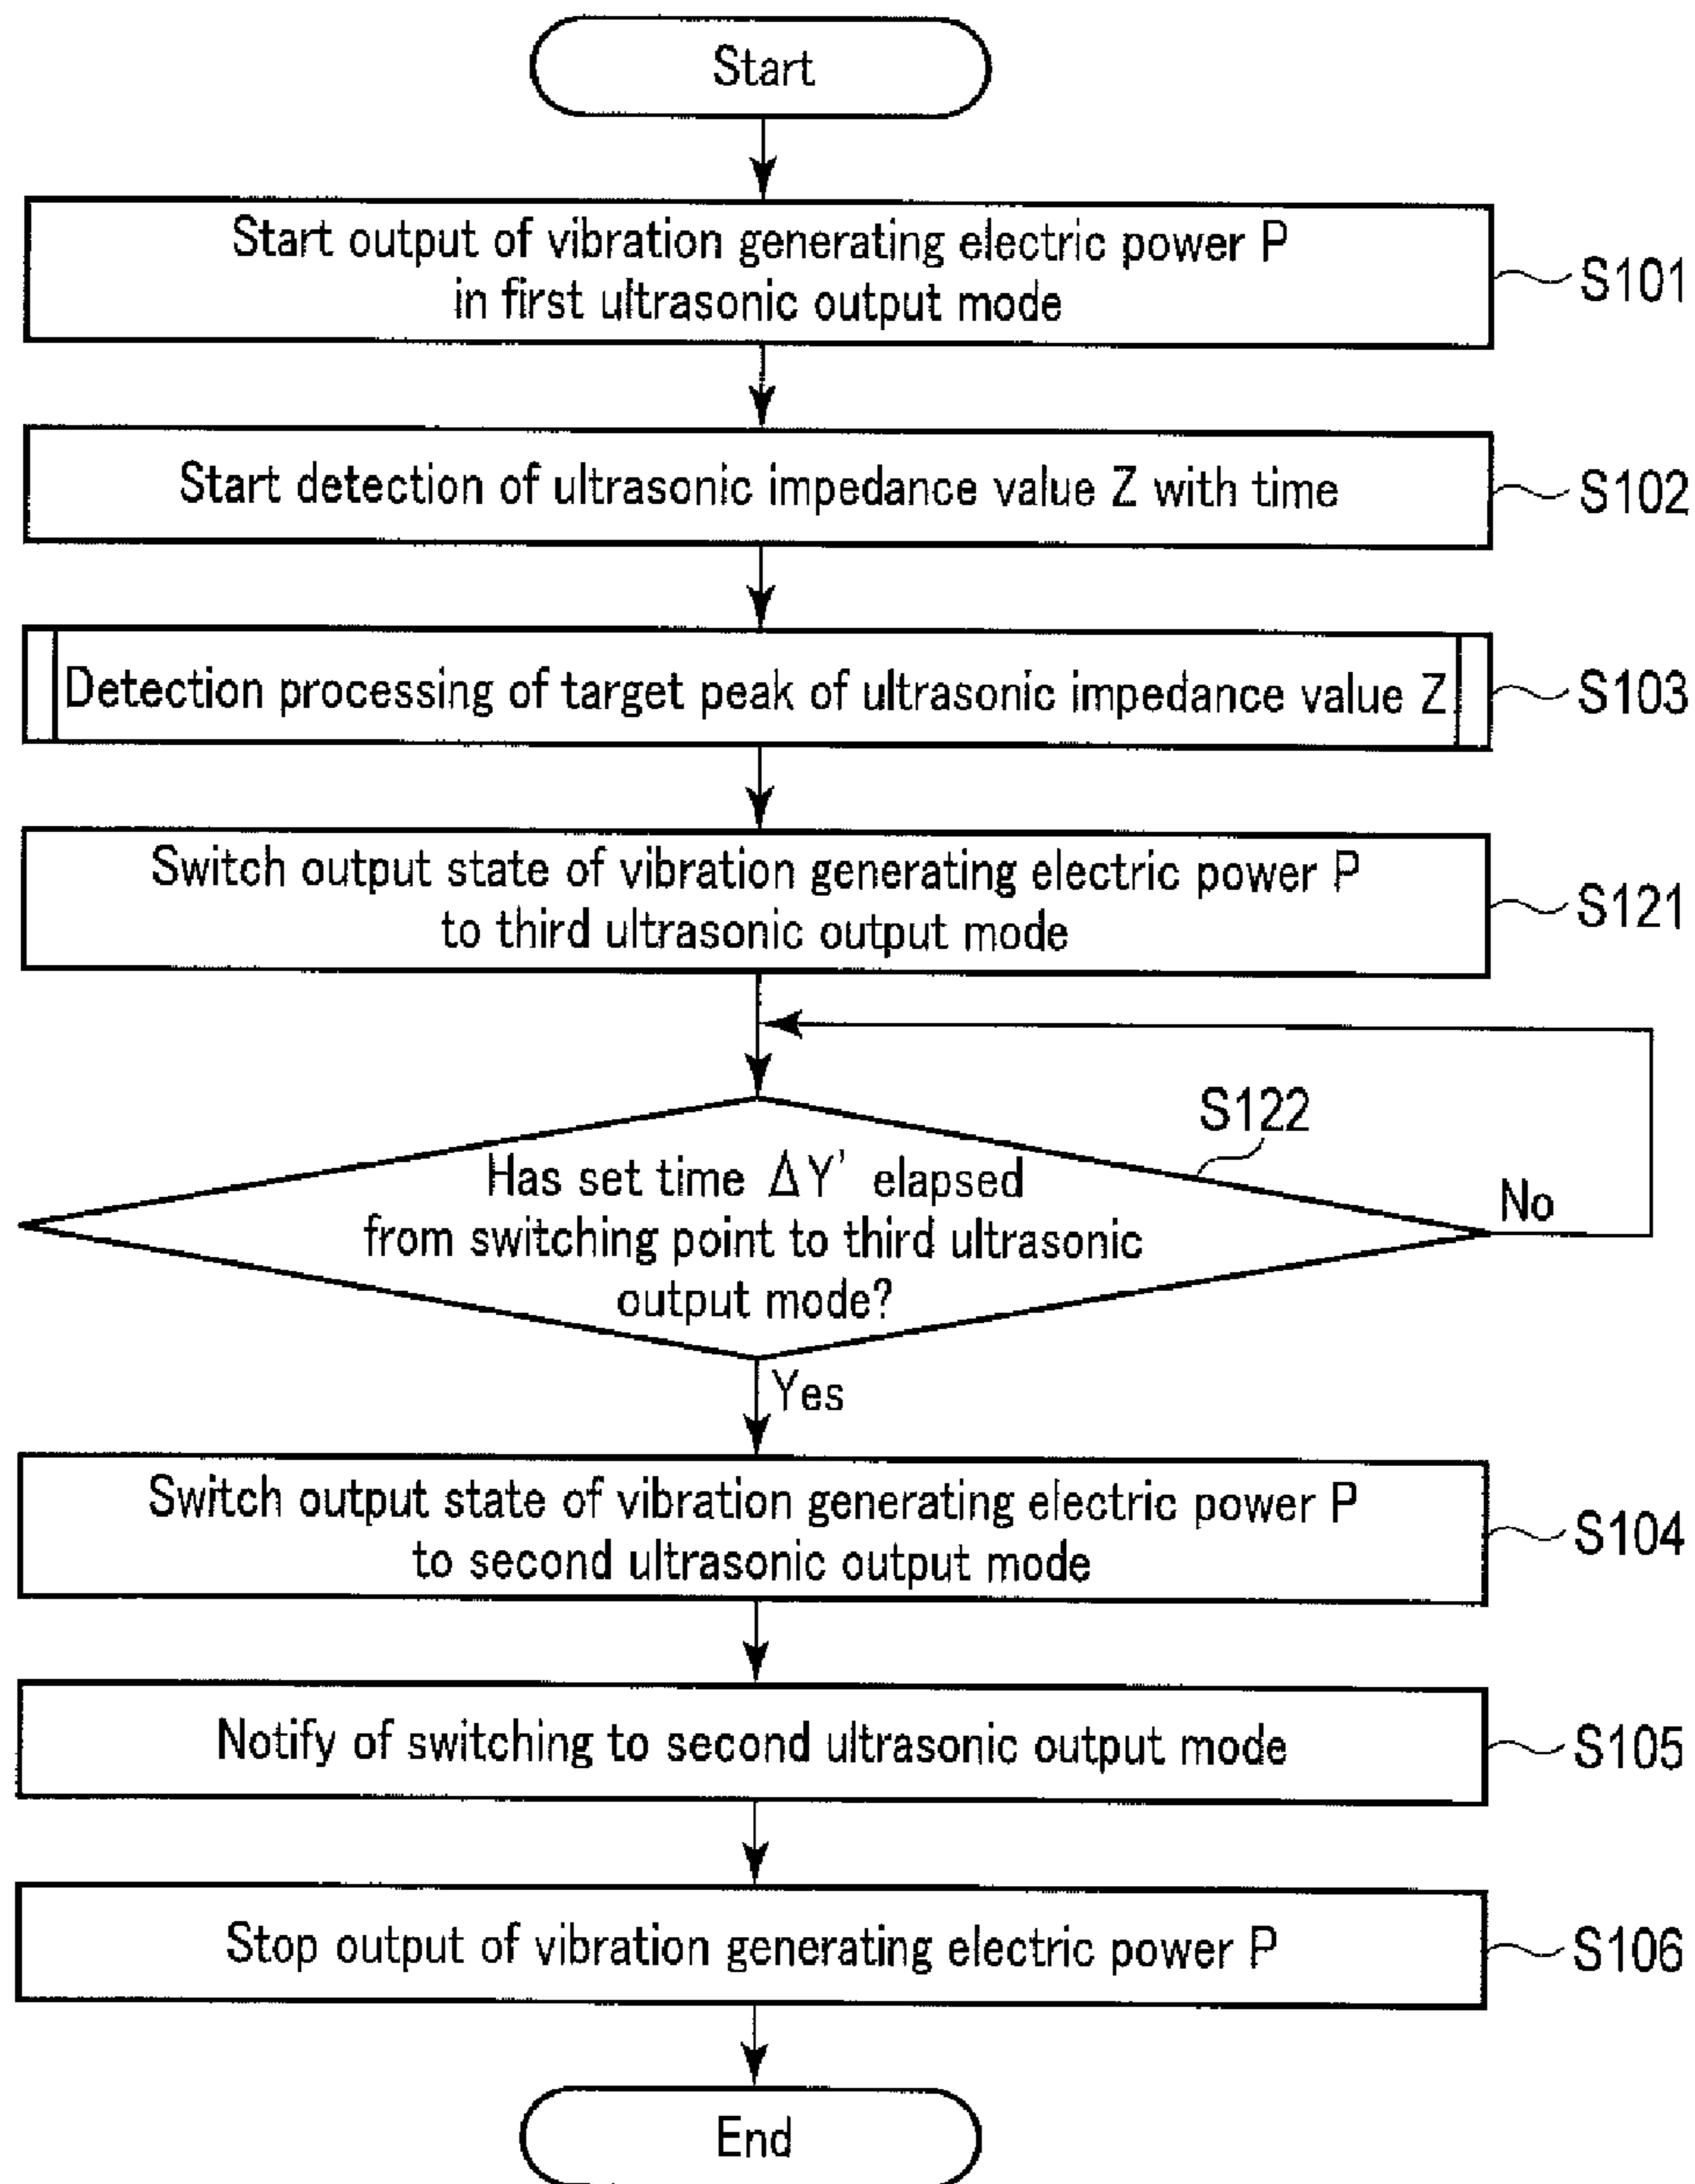 Start
Start output of vibration generating electric power P
in first ultrasonic output mode
S101
Start detection of ultrasonic impedance value Z with time
S102
Detection processing of target peak of ultrasonic impedance value Z
S103
Switch output state of vibration generating electric power P
to third ultrasonic output mode
S121
S122
Has set time ΔY' elapsed
from switching point to third ultrasonic
output mode?
No
Yes
Switch output state of vibration generating electric power P
to second ultrasonic output mode
S104
Notify of switching to second ultrasonic output mode
S105
Stop output of vibration generating electric power P
S106
End